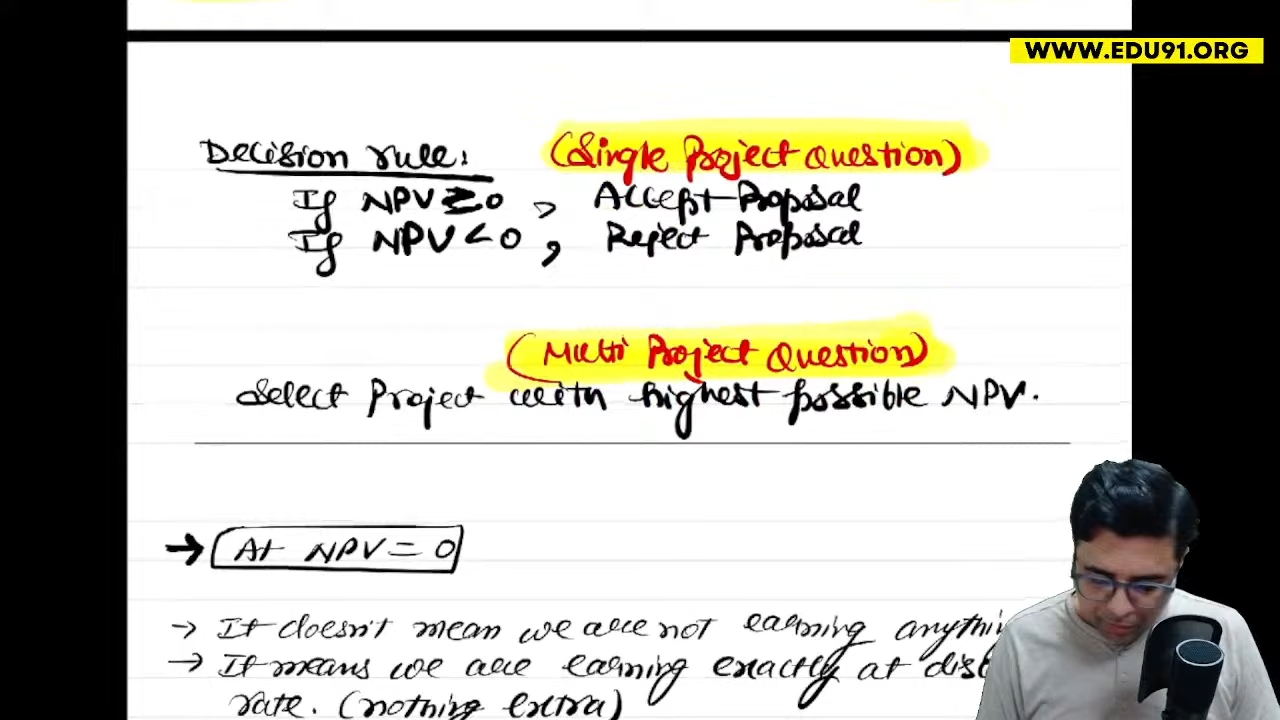 WWW.EDU91.ORG
Decision rule: (Single Project Question)
If NPV ≥ 0, Accept Proposal
If NPV < 0, Reject Proposal
(Multi Project Question)
Select Project with highest possible NPV.
→ At NPV = 0
→ It doesn't mean we are not earning anythin
→ It means we are earning exactly at dis
rate. (nothing extra)